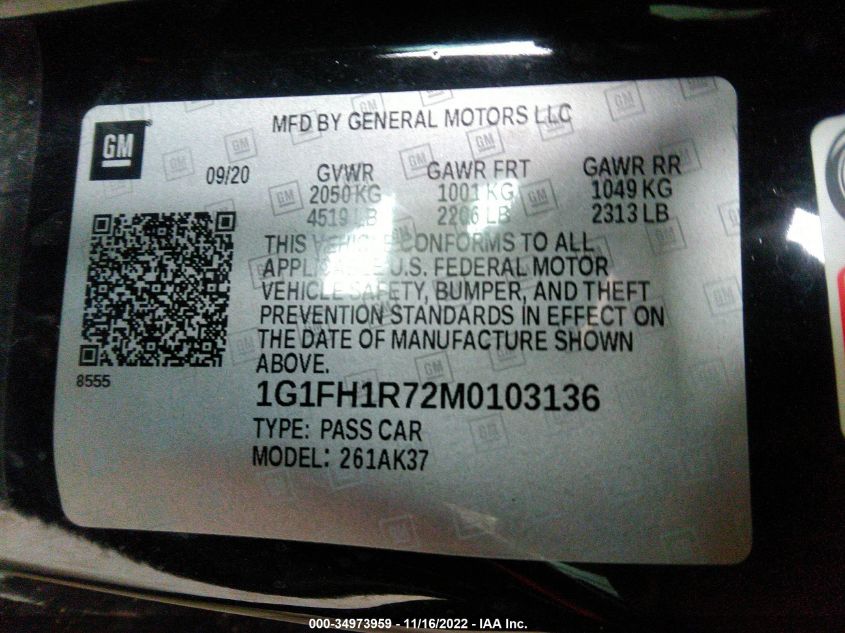 GM
MFD BY GENERAL MOTORS LLC
09/20 GVWR GAWR FRT GAWR RR
2050 KG 1001 KG 1049 KG
4519 LB 2206 LB 2313 LB
THIS VEHICLE CONFORMS TO ALL
APPLICABLE U.S. FEDERAL MOTOR
VEHICLE SAFETY, BUMPER, AND THEFT
PREVENTION STANDARDS IN EFFECT ON
THE DATE OF MANUFACTURE SHOWN
ABOVE.
8555
1G1FH1R72M0103136
TYPE: PASS CAR
MODEL: 261AK37
000-34973959 - 11/16/2022 - IAA Inc.